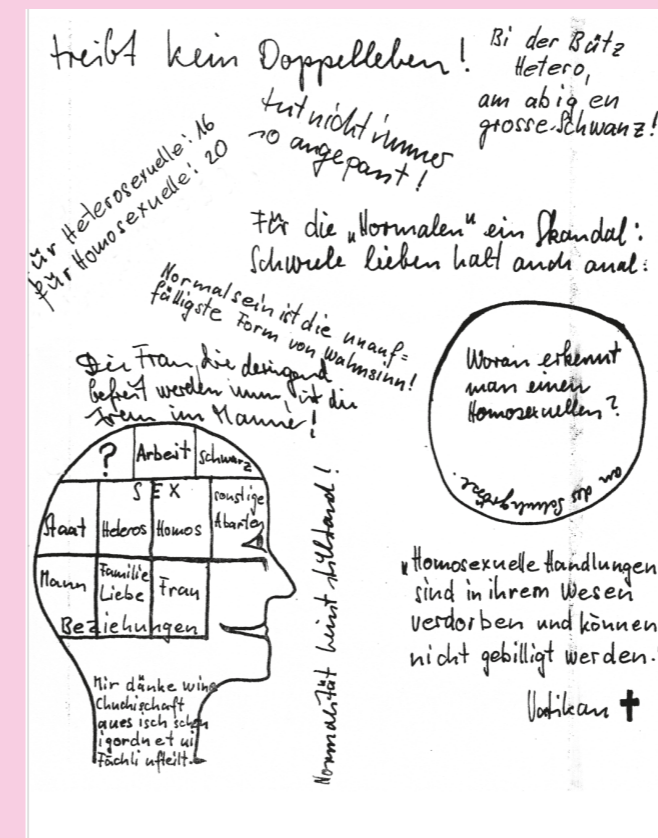 treibt kein Doppelleben!
Bi der Bütz
Hetero,
am abig en
grosse Schwanz!
tut nicht immer
so angepasst!
für Heterosexuelle: 16
für Homosexuelle: 20
Für die „Normalen" ein Skandal:
Schwule lieben halt auch anal:
Normalsein ist die unauf=
fälligste Form von Wahnsinn!
Die Frau, die dringend
befreit werden muss, ist die
Frau im Manne!
Woran erkennt
man einen
Homosexuellen?
an der Schuhgrösse.
?
Arbeit
Schwarz
SEX
sonstige
Abarten
Staat
Heteros
Homos
Mann
Familie
Liebe
Frau
Beziehungen
Mir dänke wine
Chuchischaft
aues isch schön
igordnet ui
Fächli ufteilt.
Normalität heisst Stillstand!
„Homosexuelle Handlungen
sind in ihrem Wesen
verdorben und können
nicht gebilligt werden."
Vatikan ✝